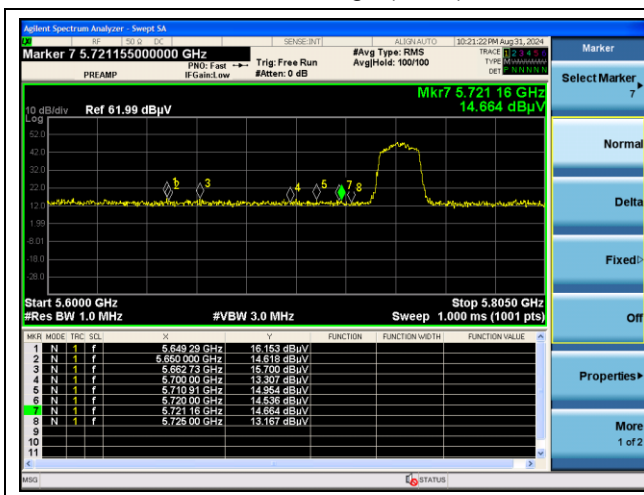 Agilent Spectrum Analyzer - Swept SA
RF 50 Ω DC SENSE:INT ALIGN AUTO 10:21:22 PM Aug 31, 2024
Marker 7 5.721155000000 GHz
PREAMP
PNO: Fast
IFGain:Low
Trig: Free Run
#Atten: 0 dB
#Avg Type: RMS
Avg|Hold: 100/100
TRACE 1 2 3 4 5 6
TYPE M
DET P N N N N N
Mkr7 5.721 16 GHz
14.664 dBµV
10 dB/div Ref 61.99 dBµV
Log
52.0
42.0
32.0
22.0
12.0
1.99
-8.01
-18.0
-28.0
1 2 3 4 5 7 8
Start 5.6000 GHz Stop 5.8050 GHz
#Res BW 1.0 MHz #VBW 3.0 MHz Sweep 1.000 ms (1001 pts)
MKR MODE TRC SCL X Y FUNCTION FUNCTION WIDTH FUNCTION VALUE
1 N 1 f 5.649 29 GHz 16.153 dBµV
2 N 1 f 5.650 000 GHz 14.618 dBµV
3 N 1 f 5.662 73 GHz 15.700 dBµV
4 N 1 f 5.700 00 GHz 13.307 dBµV
5 N 1 f 5.710 91 GHz 14.954 dBµV
6 N 1 f 5.720 00 GHz 14.536 dBµV
7 N 1 f 5.721 16 GHz 14.664 dBµV
8 N 1 f 5.725 00 GHz 13.167 dBµV
9
10
11
MSG STATUS
Marker
Select Marker
7
Normal
Delta
Fixed
Off
Properties
More
1 of 2